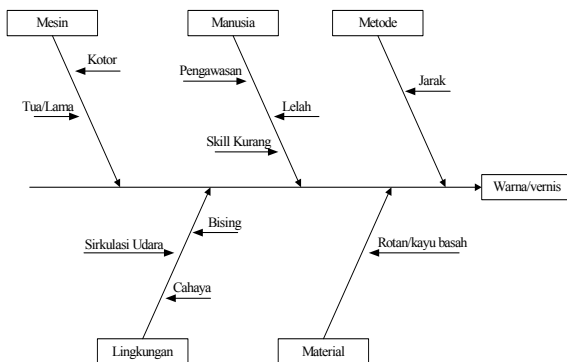 Mesin
Manusia
Metode
Kotor
Pengawasan
Jarak
Tua/Lama
Lelah
Skill Kurang
Warna/vernis
Bising
Sirkulasi Udara
Rotan/kayu basah
Cahaya
Lingkungan
Material